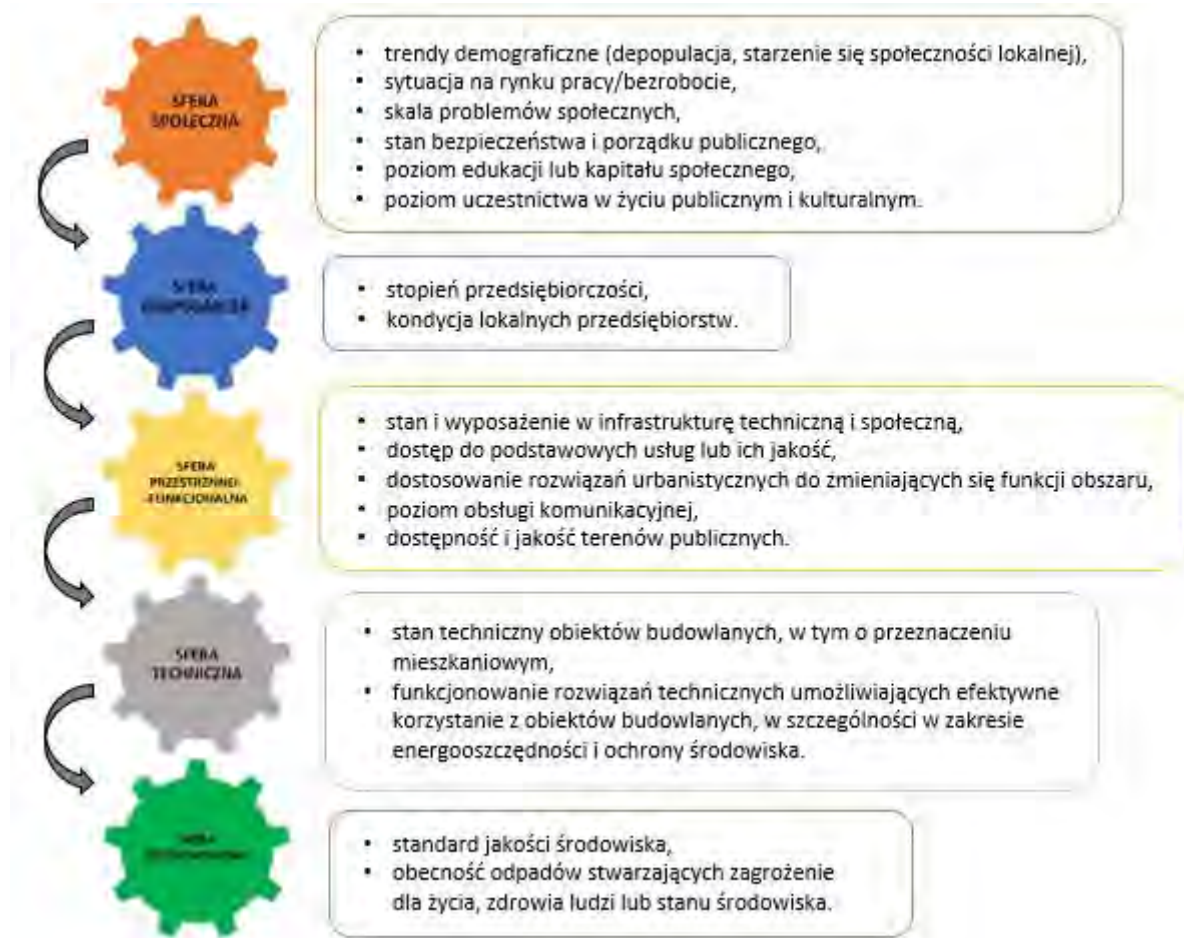 SFERA
SPOŁECZNA
• trendy demograficzne (depopulacja, starzenie się społeczności lokalnej),
• sytuacja na rynku pracy/bezrobocie,
• skala problemów społecznych,
• stan bezpieczeństwa i porządku publicznego,
• poziom edukacji lub kapitału społecznego,
• poziom uczestnictwa w życiu publicznym i kulturalnym.
SFERA
• stopień przedsiębiorczości,
• kondycja lokalnych przedsiębiorstw.
SFERA
PRZESTRZENNO-
-FUNKCJONALNA
• stan i wyposażenie w infrastrukturę techniczną i społeczną,
• dostęp do podstawowych usług lub ich jakość,
• dostosowanie rozwiązań urbanistycznych do zmieniających się funkcji obszaru,
• poziom obsługi komunikacyjnej,
• dostępność i jakość terenów publicznych.
SFERA
TECHNICZNA
• stan techniczny obiektów budowlanych, w tym o przeznaczeniu
mieszkaniowym,
• funkcjonowanie rozwiązań technicznych umożliwiających efektywne
korzystanie z obiektów budowlanych, w szczególności w zakresie
energooszczędności i ochrony środowiska.
• standard jakości środowiska,
• obecność odpadów stwarzających zagrożenie
dla życia, zdrowia ludzi lub stanu środowiska.